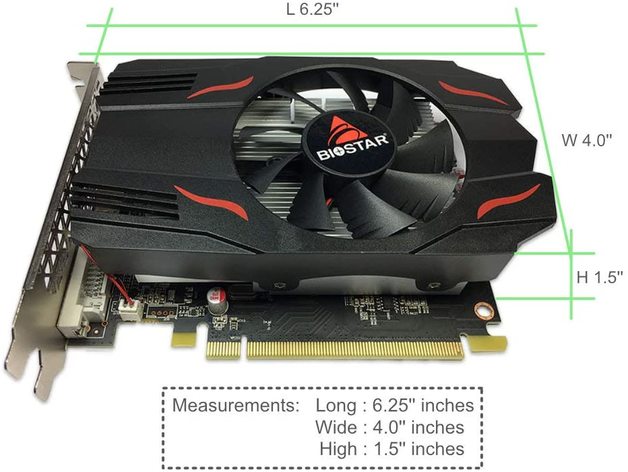 L 6.25"
BIOSTAR
W 4.0"
H 1.5"
Measurements: Long : 6.25" inches
Wide : 4.0" inches
High : 1.5" inches